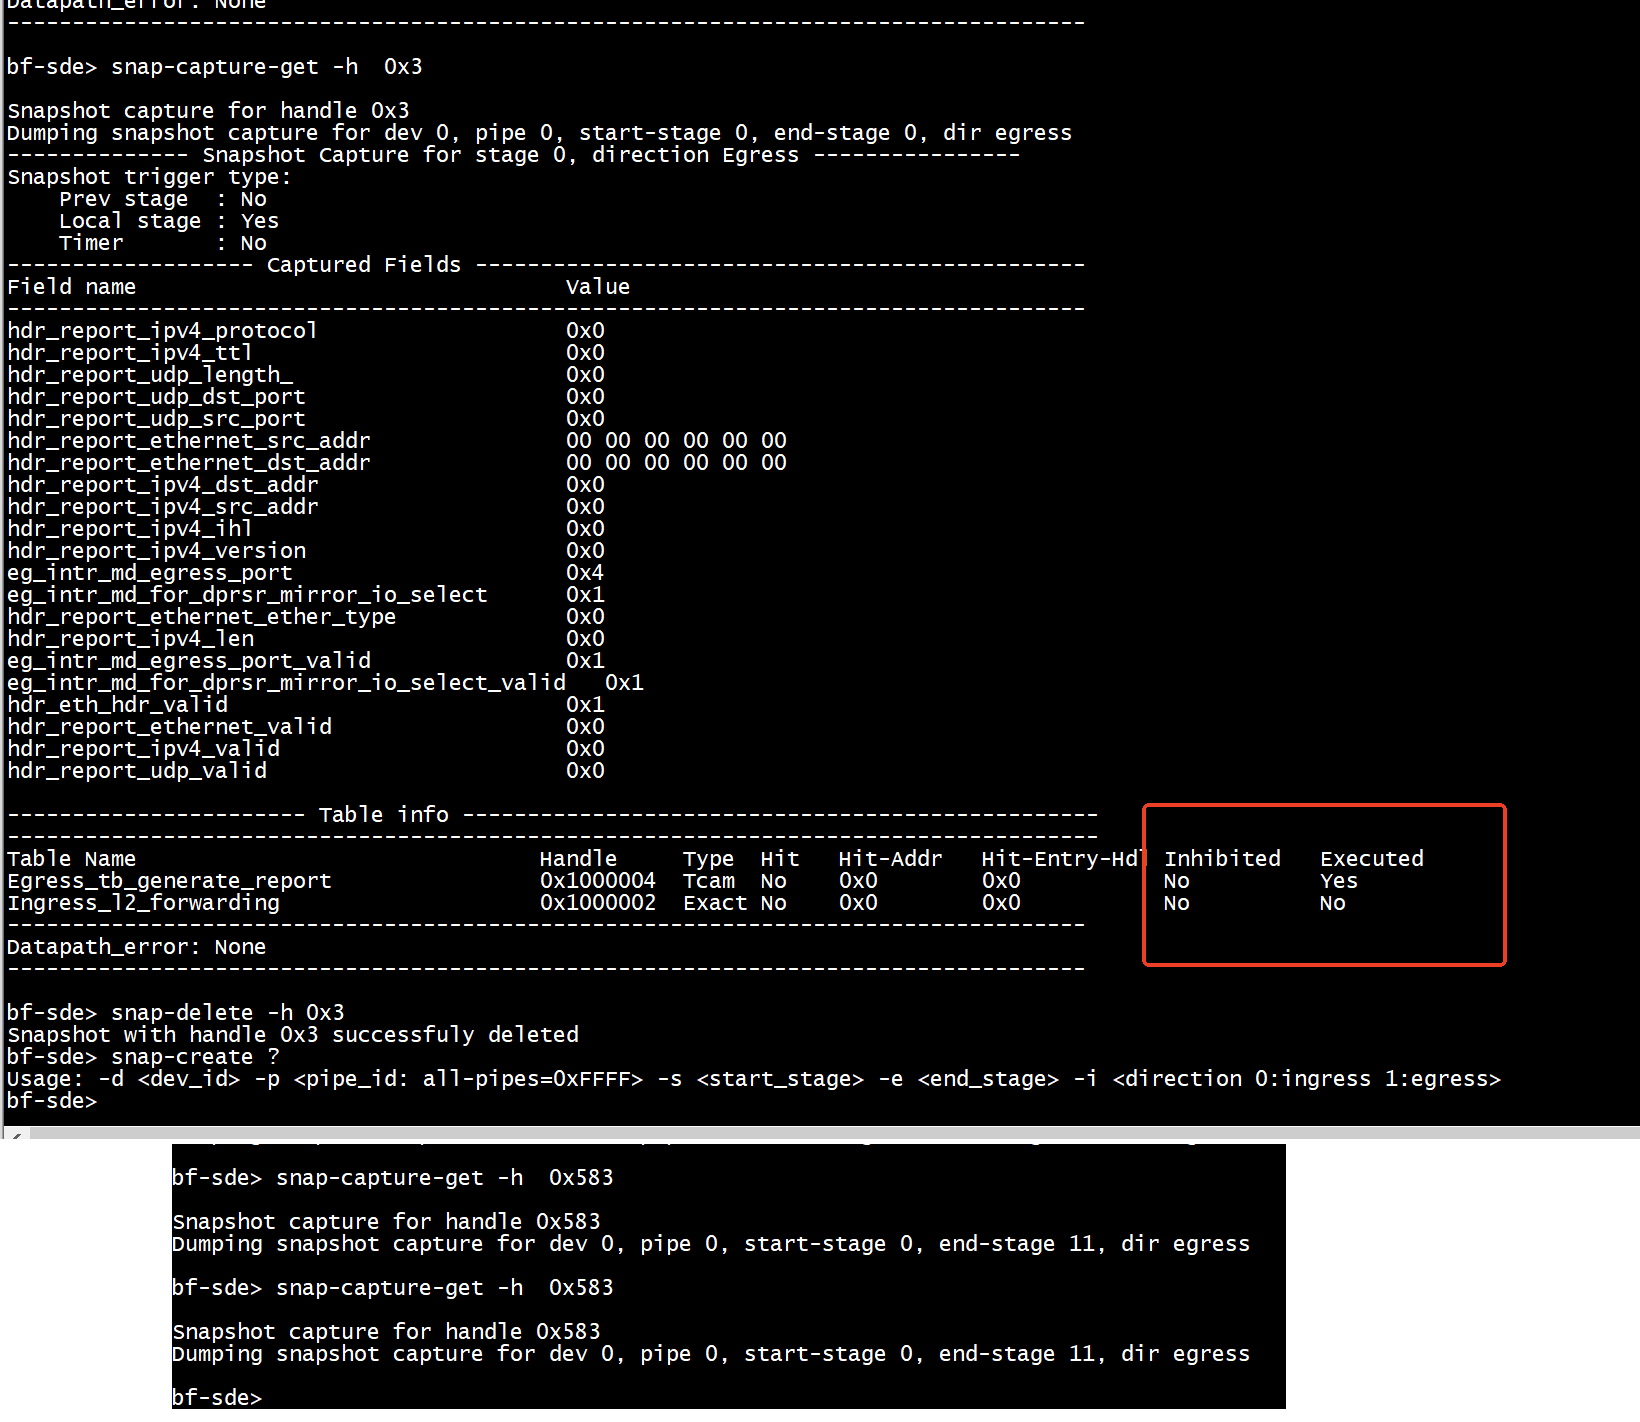 Datapath_error: None
-----------------------------------------------------------------------------------
bf-sde> snap-capture-get -h  0x3
Snapshot capture for handle 0x3
Dumping snapshot capture for dev 0, pipe 0, start-stage 0, end-stage 0, dir egress
-------------- Snapshot Capture for stage 0, direction Egress ----------------
Snapshot trigger type:
    Prev stage  : No
    Local stage : Yes
    Timer       : No
------------------- Captured Fields -----------------------------------------------
Field name                                 Value
-----------------------------------------------------------------------------------
hdr_report_ipv4_protocol                   0x0
hdr_report_ipv4_ttl                        0x0
hdr_report_udp_length_                     0x0
hdr_report_udp_dst_port                    0x0
hdr_report_udp_src_port                    0x0
hdr_report_ethernet_src_addr               00 00 00 00 00 00
hdr_report_ethernet_dst_addr               00 00 00 00 00 00
hdr_report_ipv4_dst_addr                   0x0
hdr_report_ipv4_src_addr                   0x0
hdr_report_ipv4_ihl                        0x0
hdr_report_ipv4_version                    0x0
eg_intr_md_egress_port                     0x4
eg_intr_md_for_dprsr_mirror_io_select      0x1
hdr_report_ethernet_ether_type             0x0
hdr_report_ipv4_len                        0x0
eg_intr_md_egress_port_valid               0x1
eg_intr_md_for_dprsr_mirror_io_select_valid   0x1
hdr_eth_hdr_valid                          0x1
hdr_report_ethernet_valid                  0x0
hdr_report_ipv4_valid                      0x0
hdr_report_udp_valid                       0x0
----------------------- Table info -------------------------------------------------
------------------------------------------------------------------------------------
Table Name                               Handle     Type  Hit   Hit-Addr   Hit-Entry-Hdl Inhibited   Executed
Egress_tb_generate_report                0x1000004  Tcam  No    0x0        0x0           No          Yes
Ingress_l2_forwarding                    0x1000002  Exact No    0x0        0x0           No          No
-----------------------------------------------------------------------------------
Datapath_error: None
-----------------------------------------------------------------------------------
bf-sde> snap-delete -h 0x3
Snapshot with handle 0x3 successfuly deleted
bf-sde> snap-create ?
Usage: -d <dev_id> -p <pipe_id: all-pipes=0xFFFF> -s <start_stage> -e <end_stage> -i <direction 0:ingress 1:egress>
bf-sde>
bf-sde> snap-capture-get -h  0x583
Snapshot capture for handle 0x583
Dumping snapshot capture for dev 0, pipe 0, start-stage 0, end-stage 11, dir egress
bf-sde> snap-capture-get -h  0x583
Snapshot capture for handle 0x583
Dumping snapshot capture for dev 0, pipe 0, start-stage 0, end-stage 11, dir egress
bf-sde>